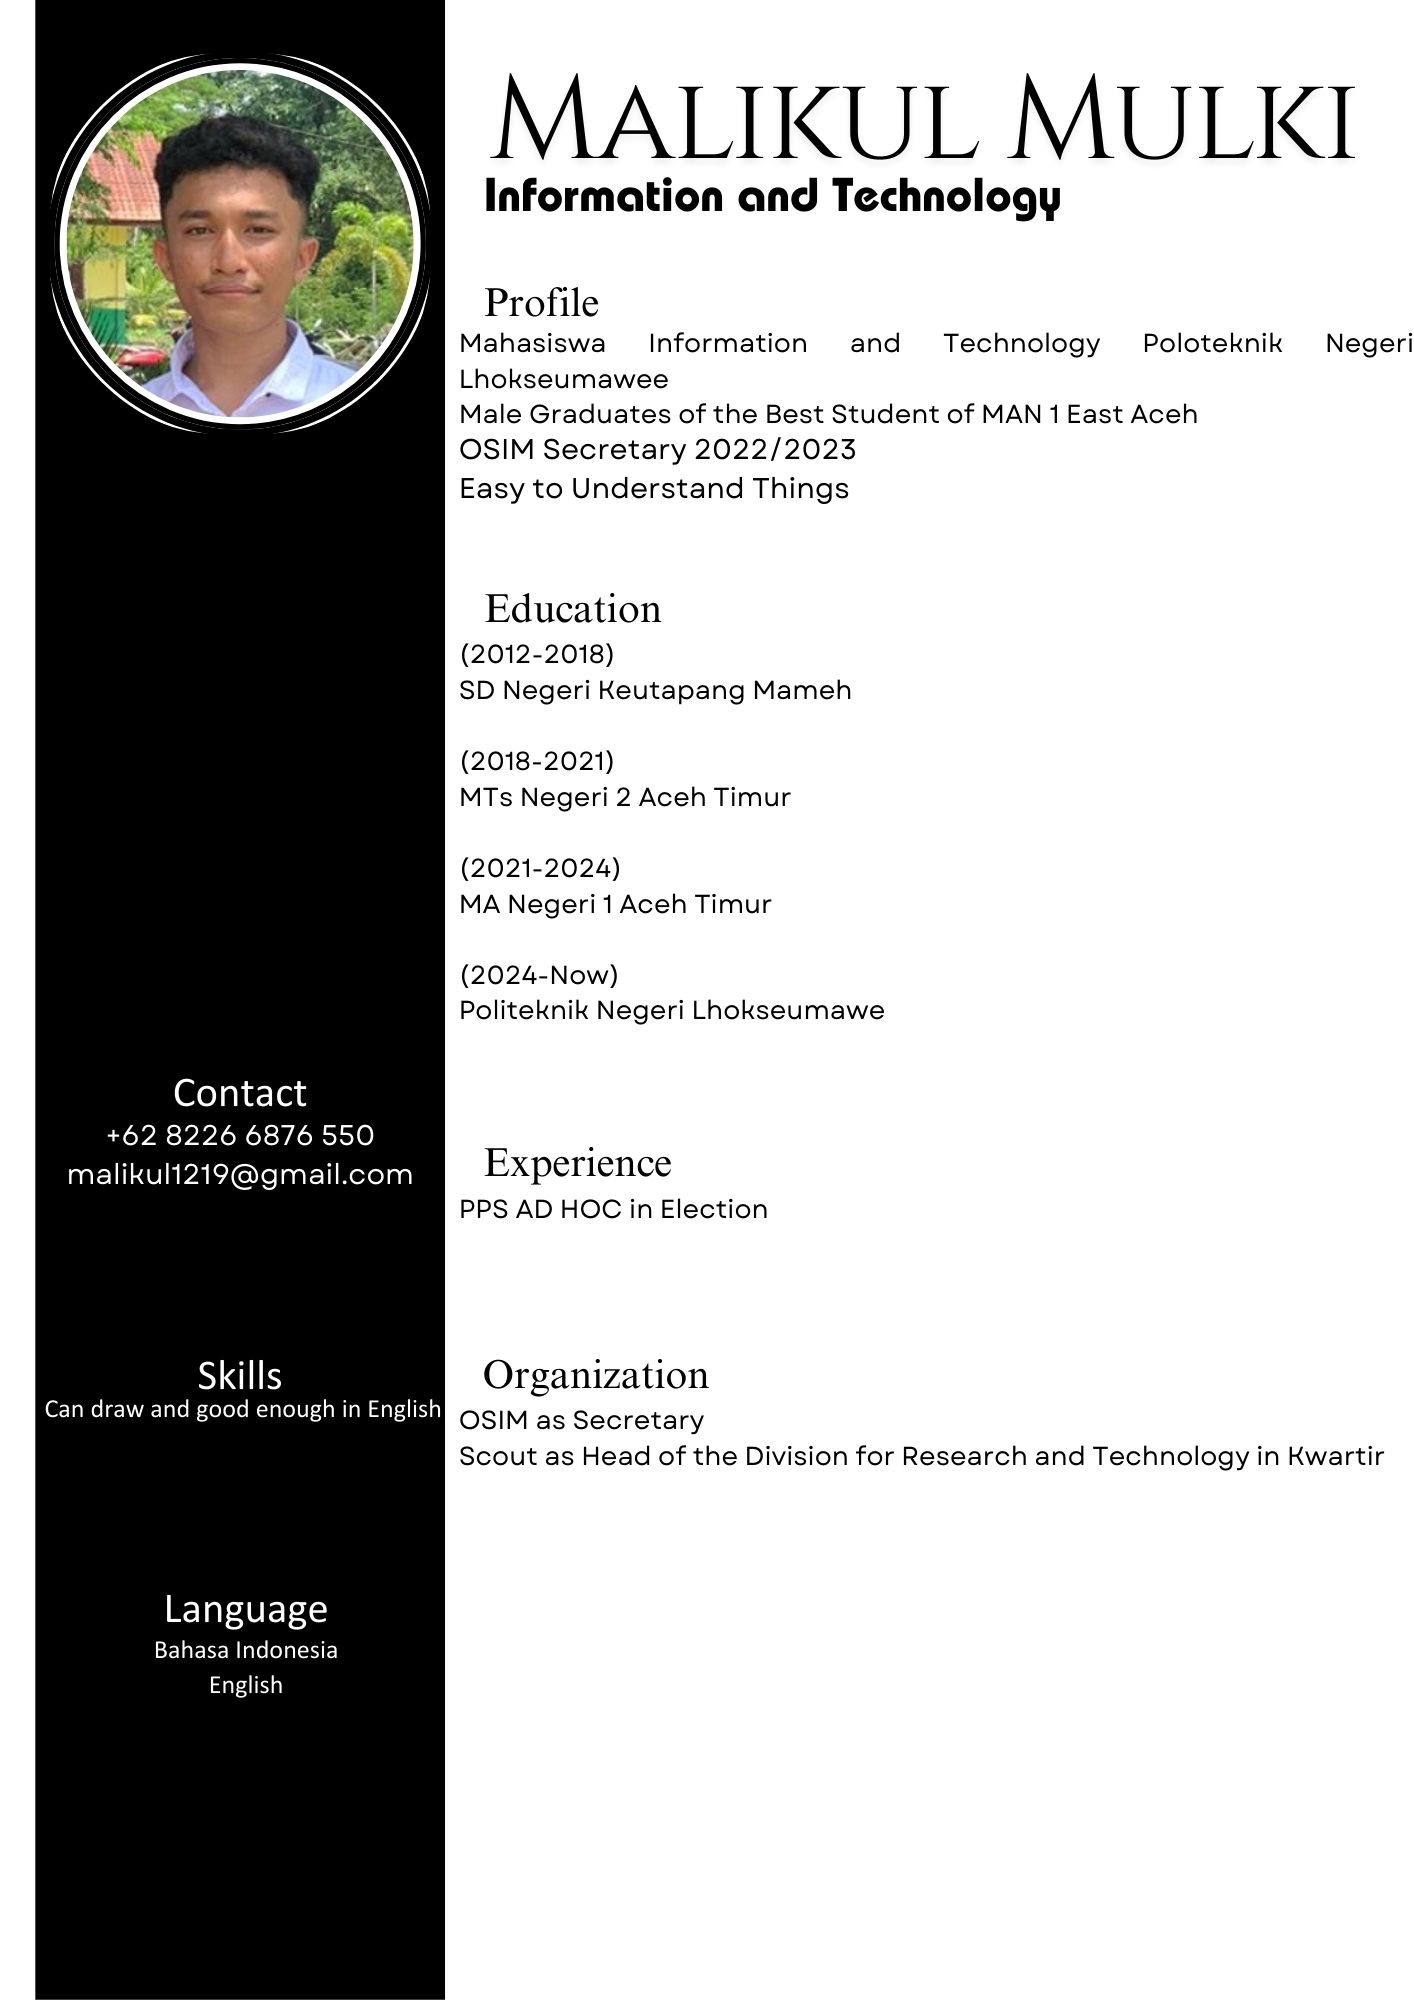 MALIKUL MULKI
Information and Technology
Profile
Mahasiswa Information and Technology Poloteknik Negeri
Lhokseumawee
Male Graduates of the Best Student of MAN 1 East Aceh
OSIM Secretary 2022/2023
Easy to Understand Things
Education
(2012-2018)
SD Negeri Keutapang Mameh
(2018-2021)
MTs Negeri 2 Aceh Timur
(2021-2024)
MA Negeri 1 Aceh Timur
(2024-Now)
Politeknik Negeri Lhokseumawe
Experience
PPS AD HOC in Election
Organization
OSIM as Secretary
Scout as Head of the Division for Research and Technology in Kwartir
Contact
+62 8226 6876 550
malikul1219@gmail.com
Skills
Can draw and good enough in English
Language
Bahasa Indonesia
English